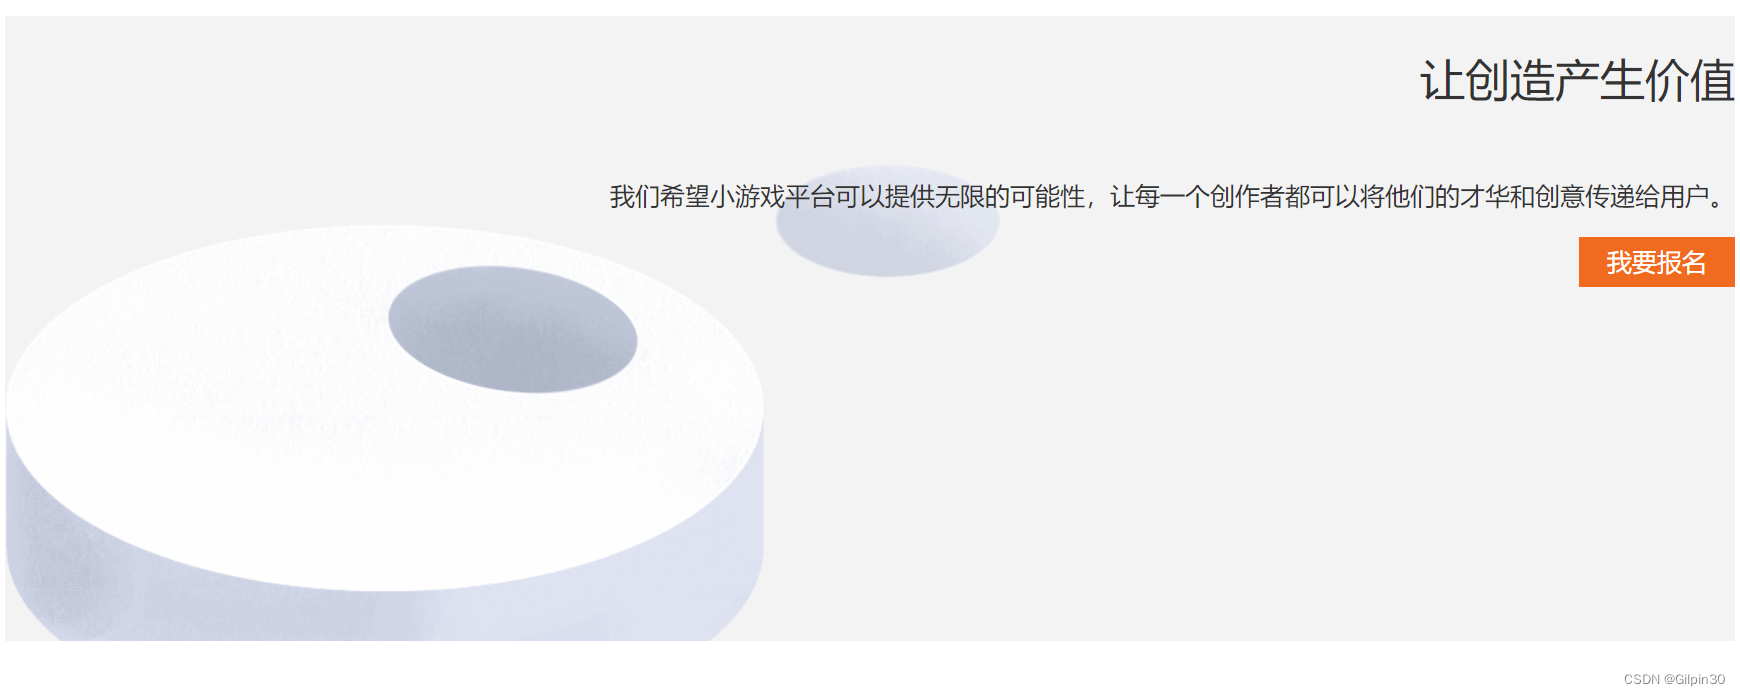 让创造产生价值
我们希望小游戏平台可以提供无限的可能性，让每一个创作者都可以将他们的才华和创意传递给用户。
我要报名
CSDN @Gilpin30